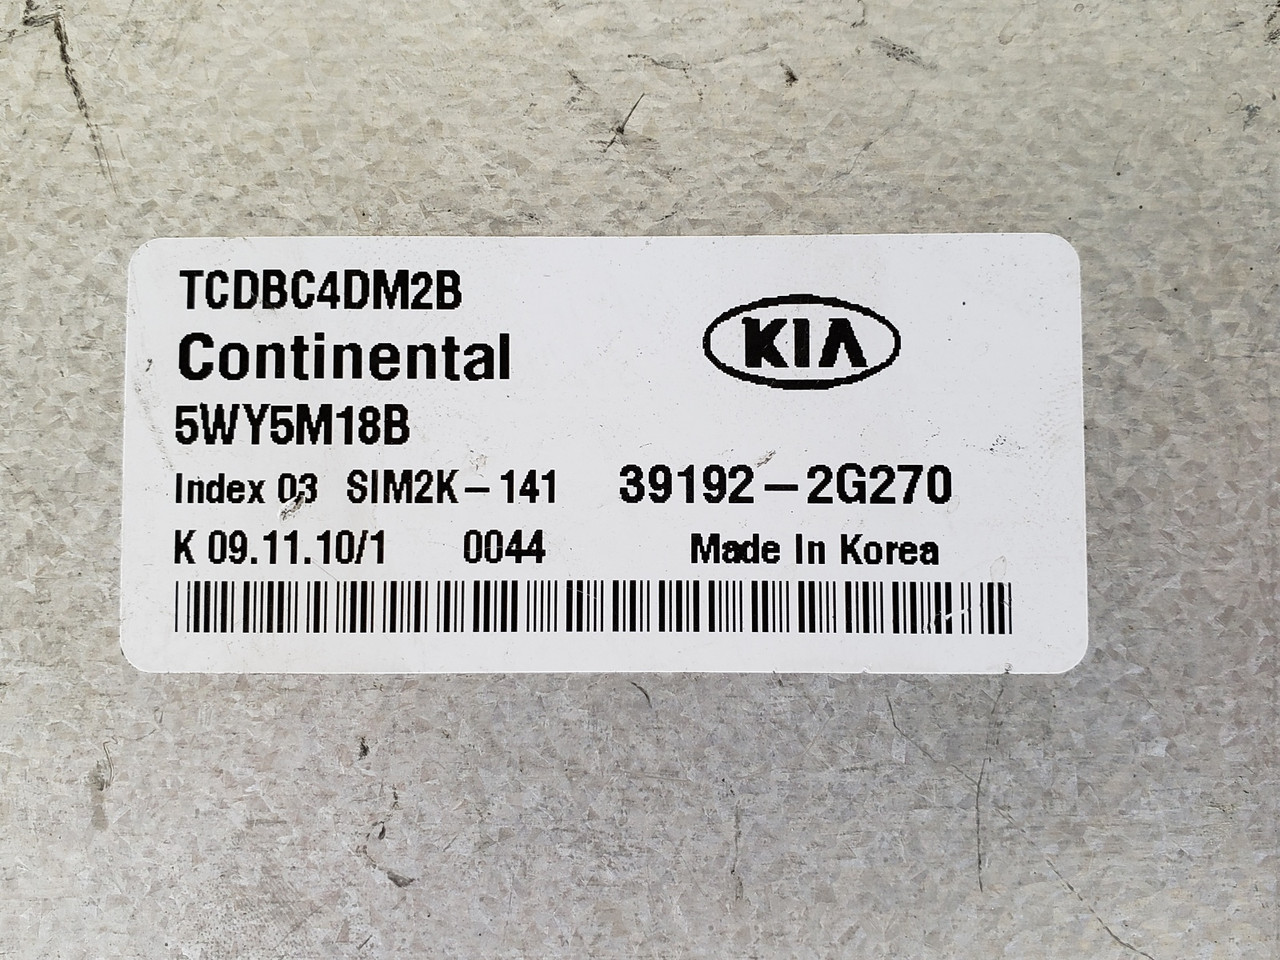 TCDBC4DM2B
Continental
KIA
5WY5M18B
Index 03 SIM2K-141 39192-2G270
K 09.11.10/1 0044 Made In Korea